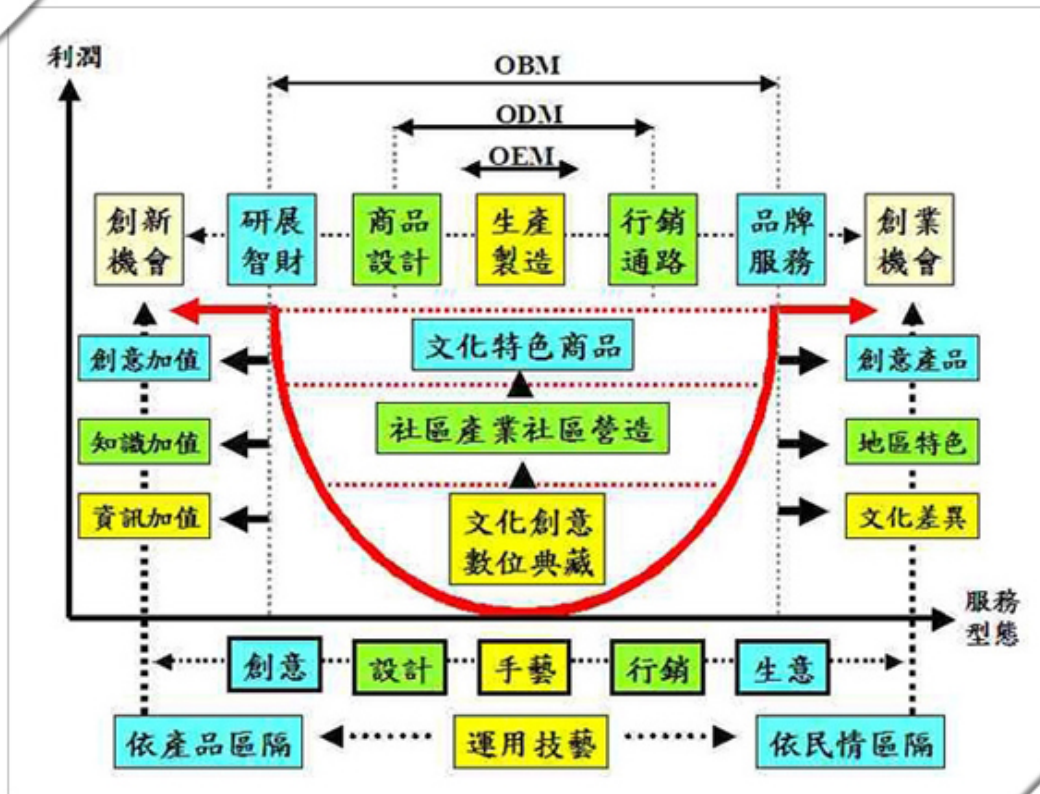 利潤
OBM
ODM
OEM
創新
機會
研展
智財
商品
設計
生產
製造
行銷
通路
品牌
服務
創業
機會
文化特色商品
創意加值
創意產品
社區產業社區營造
知識加值
地區特色
文化創意
數位典藏
資訊加值
文化差異
服務
型態
創意
設計
手藝
行銷
生意
依產品區隔
運用技藝
依民情區隔